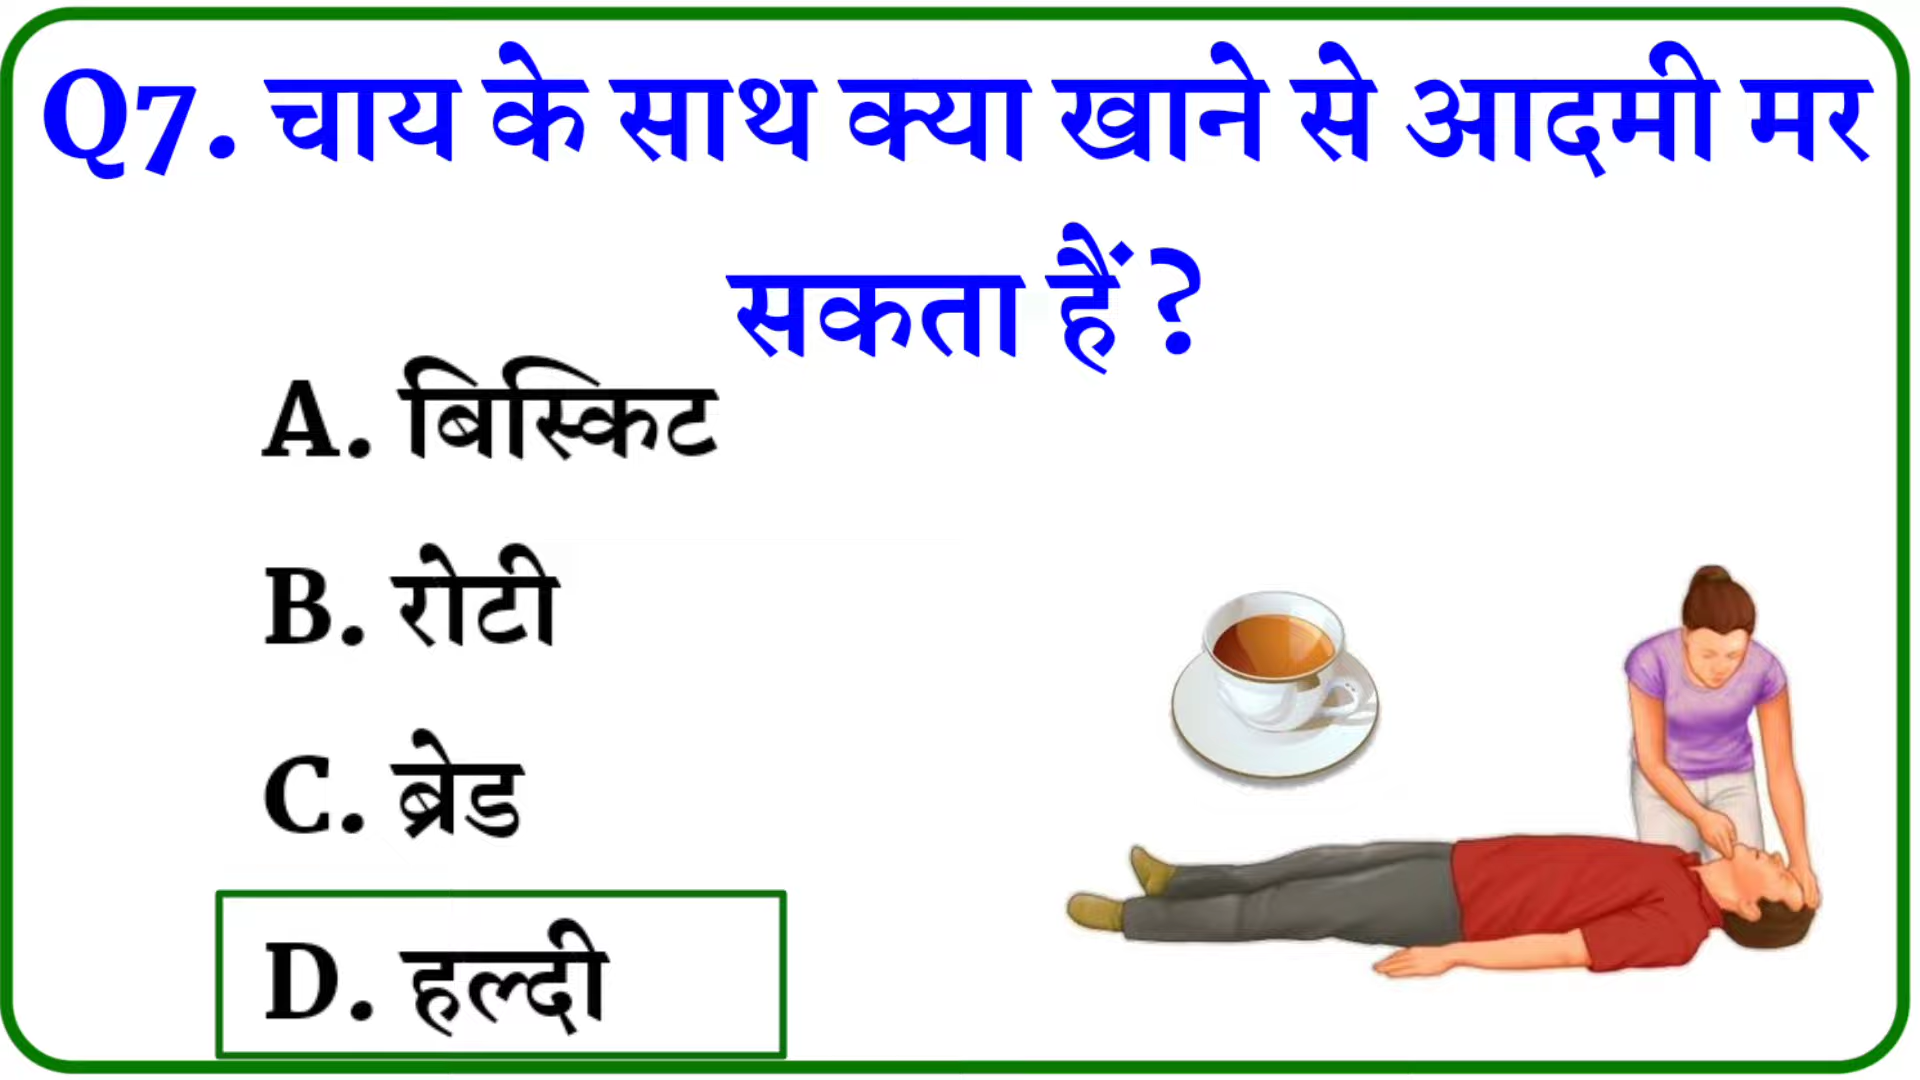 Q7. चाय के साथ क्या खाने से आदमी मर
सकता हैं ?
A. बिस्किट
B. रोटी
C. ब्रेड
D. हल्दी